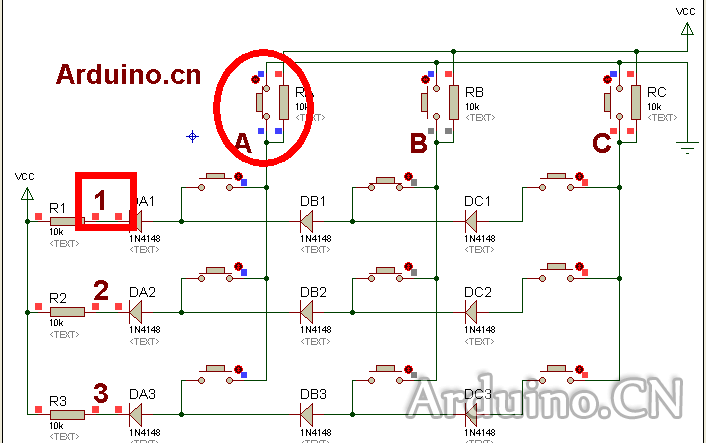 VCC
Arduino.cn
RA
10k
<TEXT>
RB
10k
<TEXT>
RC
10k
<TEXT>
A
B
C
VCC
R1
10k
<TEXT>
1
DA1
1N4148
<TEXT>
DB1
1N4148
<TEXT>
DC1
1N4148
<TEXT>
R2
10k
<TEXT>
2
DA2
1N4148
<TEXT>
DB2
1N4148
<TEXT>
DC2
1N4148
<TEXT>
R3
10k
<TEXT>
3
DA3
1N4148
<TEXT>
DB3
1N4148
<TEXT>
DC3
1N4148
<TEXT>
Arduino.CN